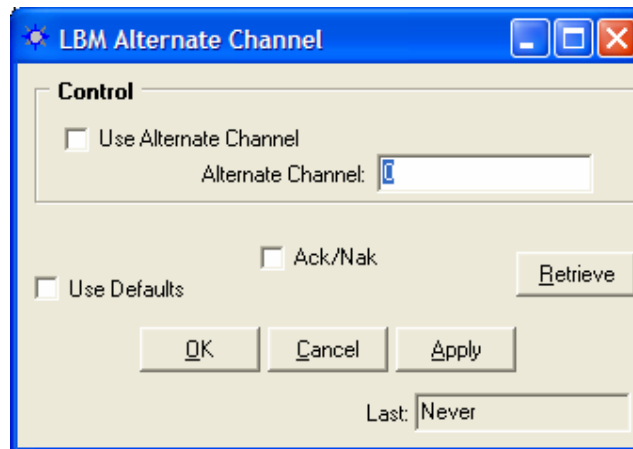 LBM Alternate Channel
Control
Use Alternate Channel
Alternate Channel: 0
Ack/Nak
Use Defaults
Retrieve
OK Cancel Apply
Last: Never